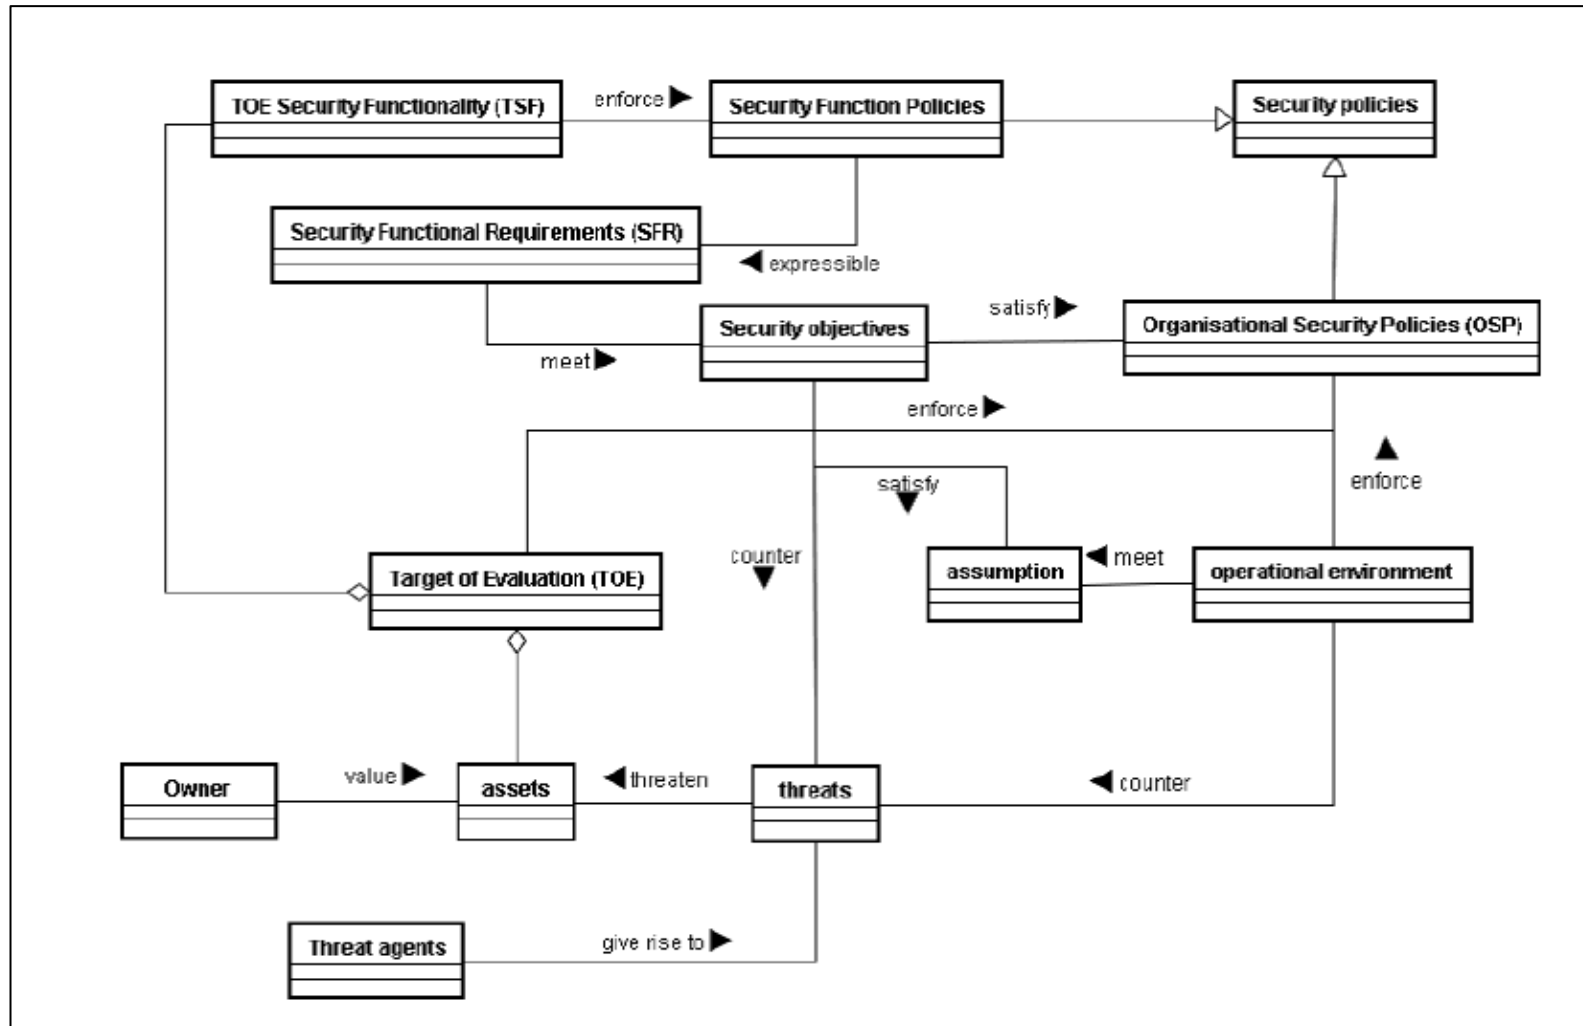 TOE Security Functionality (TSF)
enforce
Security Function Policies
Security policies
Security Functional Requirements (SFR)
expressible
Security objectives
satisfy
Organisational Security Policies (OSP)
meet
enforce
satisfy
enforce
counter
Target of Evaluation (TOE)
assumption
meet
operational environment
Owner
value
assets
threaten
threats
counter
Threat agents
give rise to